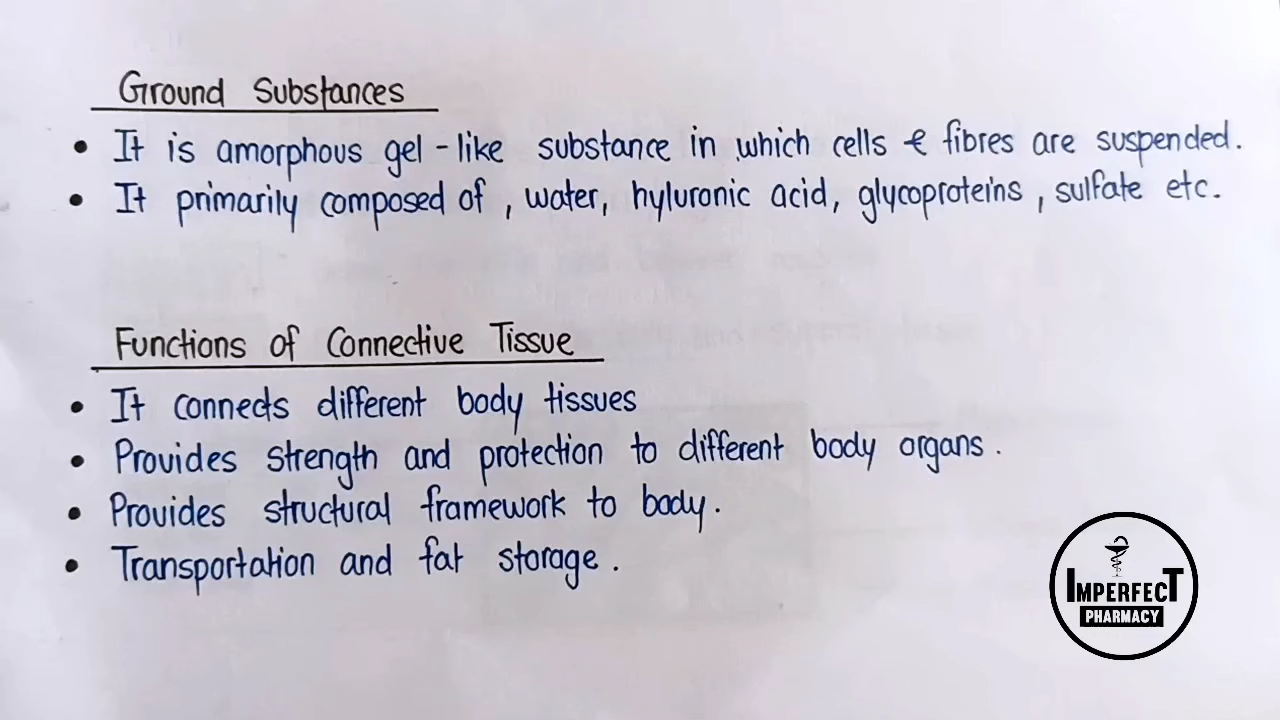 Ground Substances
• It is amorphous gel-like substance in which cells & fibres are suspended.
• It primarily composed of, water, hyluronic acid, glycoproteins, sulfate etc.
Functions of Connective Tissue
• It connects different body tissues
• Provides strength and protection to different body organs.
• Provides structural framework to body.
• Transportation and fat storage.
IMPERFECT
PHARMACY